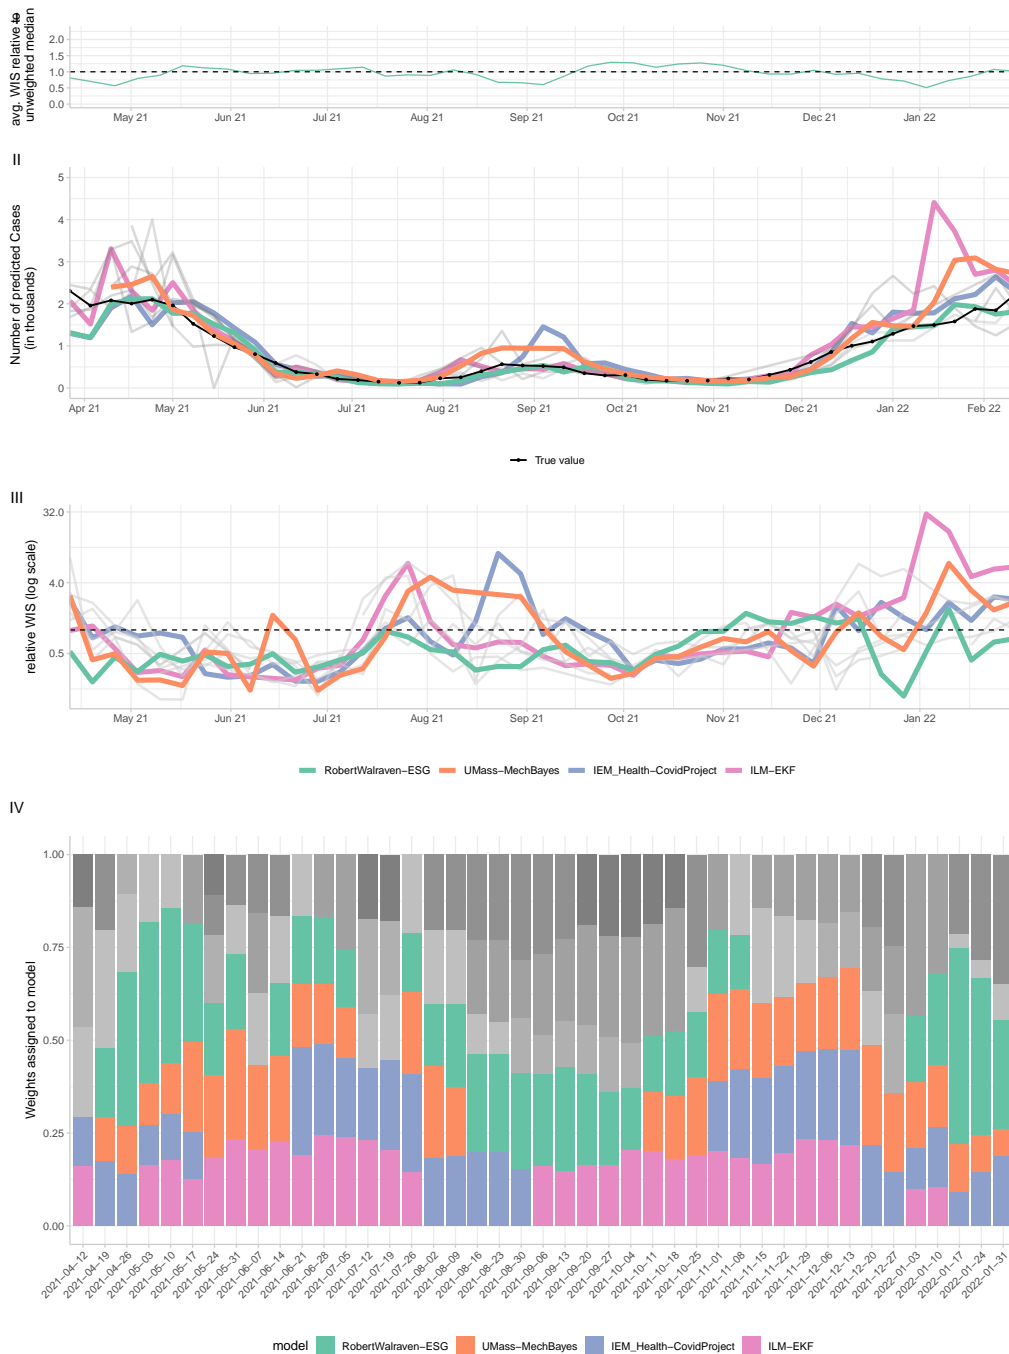 I
avg. WIS relative to
unweighted median
2.0
1.5
1.0
0.5
0.0
May 21
Jun 21
Jul 21
Aug 21
Sep 21
Oct 21
Nov 21
Dec 21
Jan 22
II
Number of predicted Cases
(in thousands)
5
4
3
2
1
0
Apr 21
May 21
Jun 21
Jul 21
Aug 21
Sep 21
Oct 21
Nov 21
Dec 21
Jan 22
Feb 22
True value
III
relative WIS (log scale)
32.0
4.0
0.5
May 21
Jun 21
Jul 21
Aug 21
Sep 21
Oct 21
Nov 21
Dec 21
Jan 22
RobertWalraven−ESG
UMass−MechBayes
IEM_Health−CovidProject
ILM−EKF
IV
Weights assigned to model
1.00
0.75
0.50
0.25
0.00
2021−04−12
2021−04−19
2021−04−26
2021−05−03
2021−05−10
2021−05−17
2021−05−24
2021−05−31
2021−06−07
2021−06−14
2021−06−21
2021−06−28
2021−07−05
2021−07−12
2021−07−19
2021−07−26
2021−08−02
2021−08−09
2021−08−16
2021−08−23
2021−08−30
2021−09−06
2021−09−13
2021−09−20
2021−09−27
2021−10−04
2021−10−11
2021−10−18
2021−10−25
2021−11−01
2021−11−08
2021−11−15
2021−11−22
2021−11−29
2021−12−06
2021−12−13
2021−12−20
2021−12−27
2022−01−03
2022−01−10
2022−01−17
2022−01−24
2022−01−31
model
RobertWalraven−ESG
UMass−MechBayes
IEM_Health−CovidProject
ILM−EKF